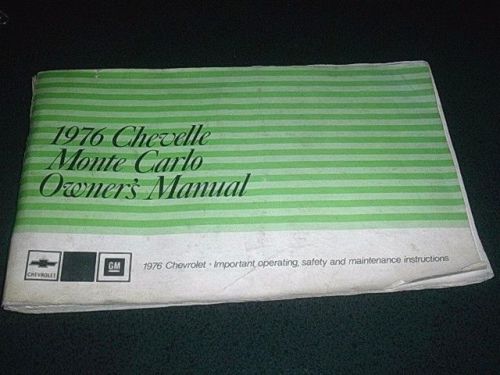 1976 Chevelle
Monte Carlo
Owner's Manual
CHEVROLET
GM
1976 Chevrolet • Important operating, safety and maintenance instructions